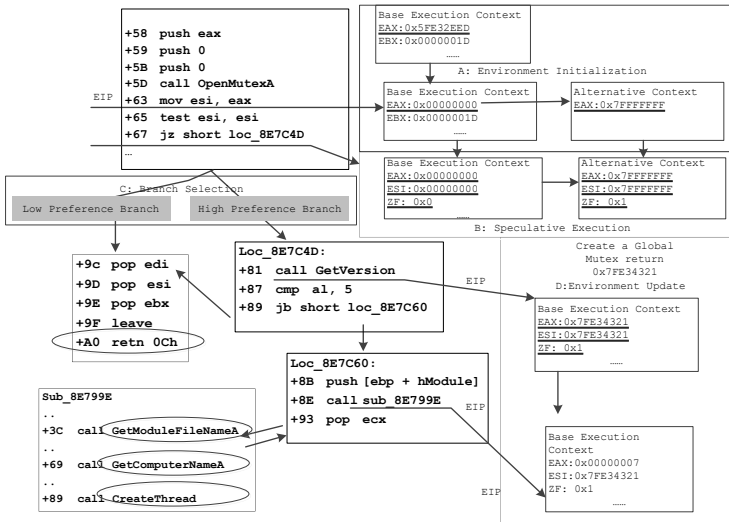 +58 push eax
+59 push 0
+5B push 0
+5D call OpenMutexA
+63 mov esi, eax
+65 test esi, esi
+67 jz short loc_8E7C4D
…
EIP
Base Execution Context
EAX:0x5FE32EED
EBX:0x0000001D
……
A: Environment Initialization
Base Execution Context
EAX:0x00000000
EBX:0x0000001D
……
Alternative Context
EAX:0x7FFFFFFF
Base Execution Context
EAX:0x00000000
ESI:0x00000000
ZF: 0x0
……
Alternative Context
EAX:0x7FFFFFFF
ESI:0x7FFFFFFF
ZF: 0x1
B: Speculative Execution
C: Branch Selection
Low Preference Branch
High Preference Branch
+9c pop edi
+9D pop esi
+9E pop ebx
+9F leave
+A0 retn 0Ch
Loc_8E7C4D:
+81 call GetVersion
+87 cmp al, 5
+89 jb short loc_8E7C60
EIP
Create a Global
Mutex return
0x7FE34321
D:Environment Update
Base Execution Context
EAX:0x7FE34321
ESI:0x7FE34321
ZF: 0x1
……
Loc_8E7C60:
+8B push [ebp + hModule]
+8E call sub_8E799E
+93 pop ecx
EIP
Sub_8E799E
..
+3C call GetModuleFileNameA
..
+69 call GetComputerNameA
..
+89 call CreateThread
EIP
Base Execution
Context
EAX:0x00000007
ESI:0x7FE34321
ZF: 0x1
……